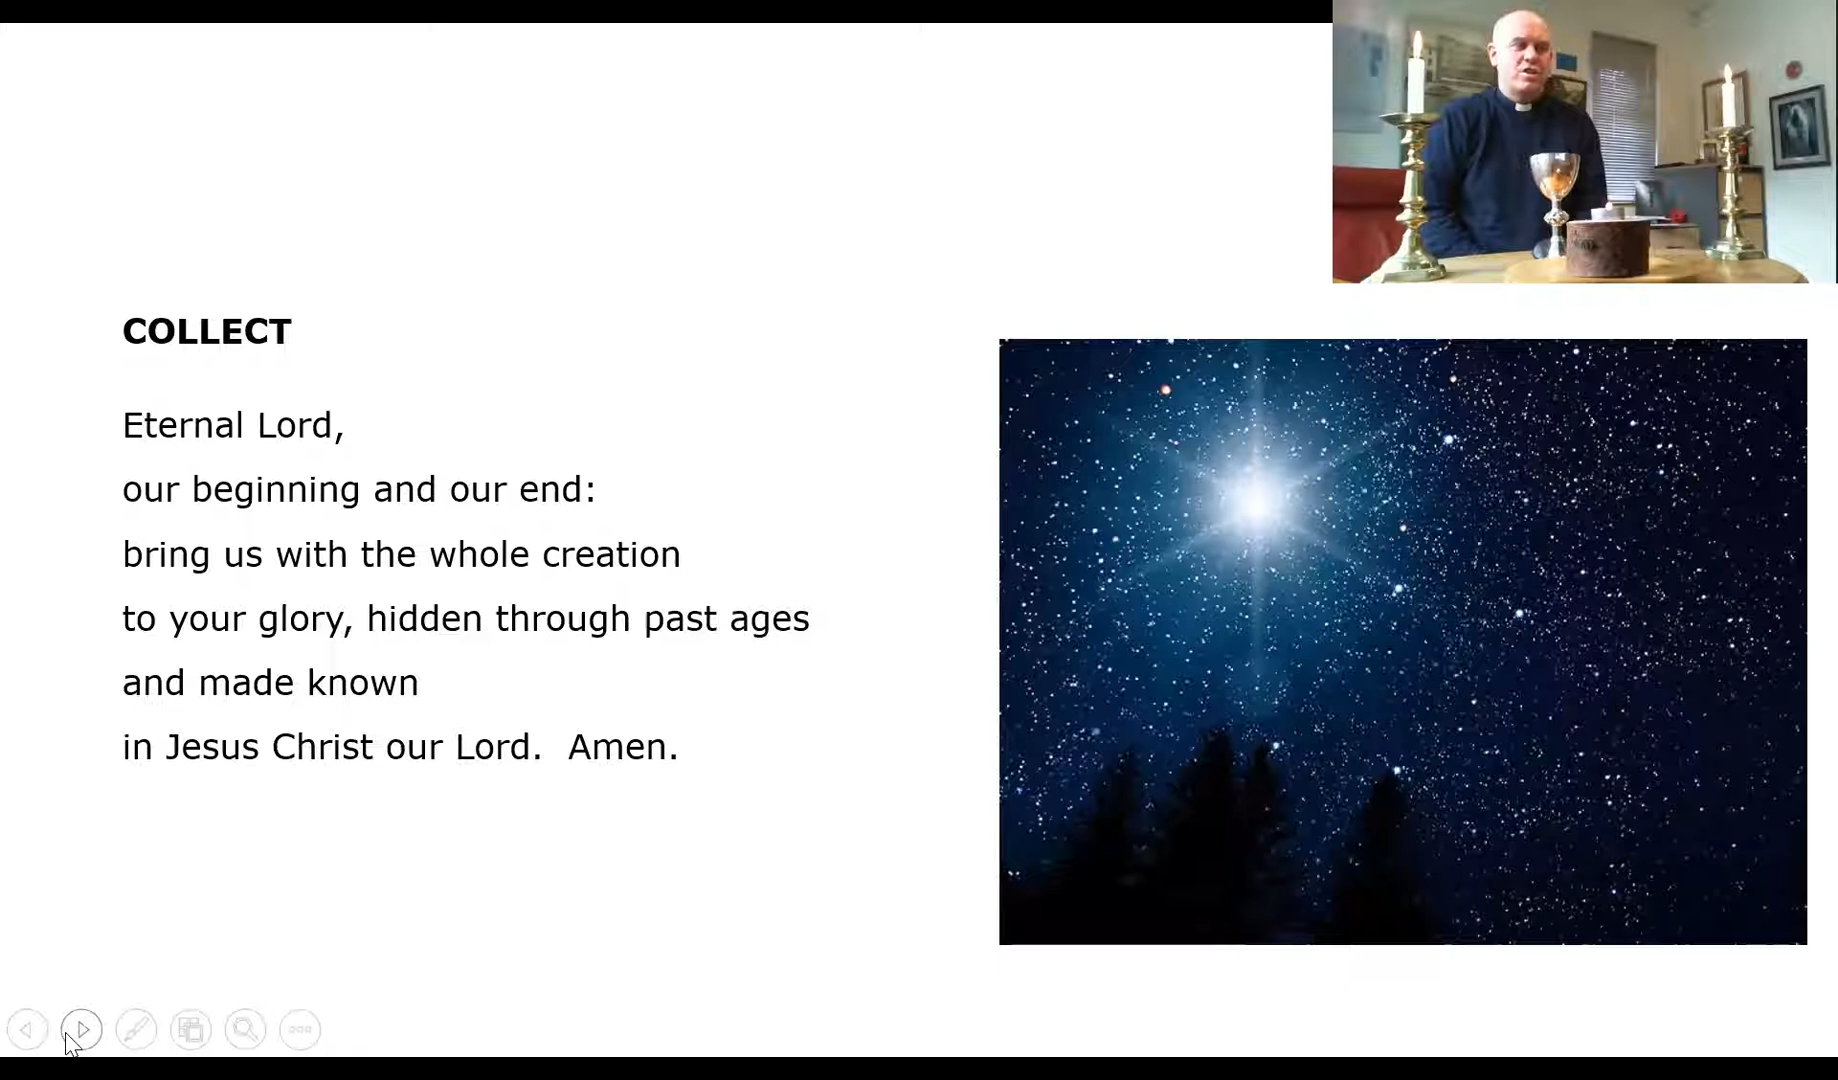 COLLECT
Eternal Lord,
our beginning and our end:
bring us with the whole creation
to your glory, hidden through past ages
and made known
in Jesus Christ our Lord.  Amen.